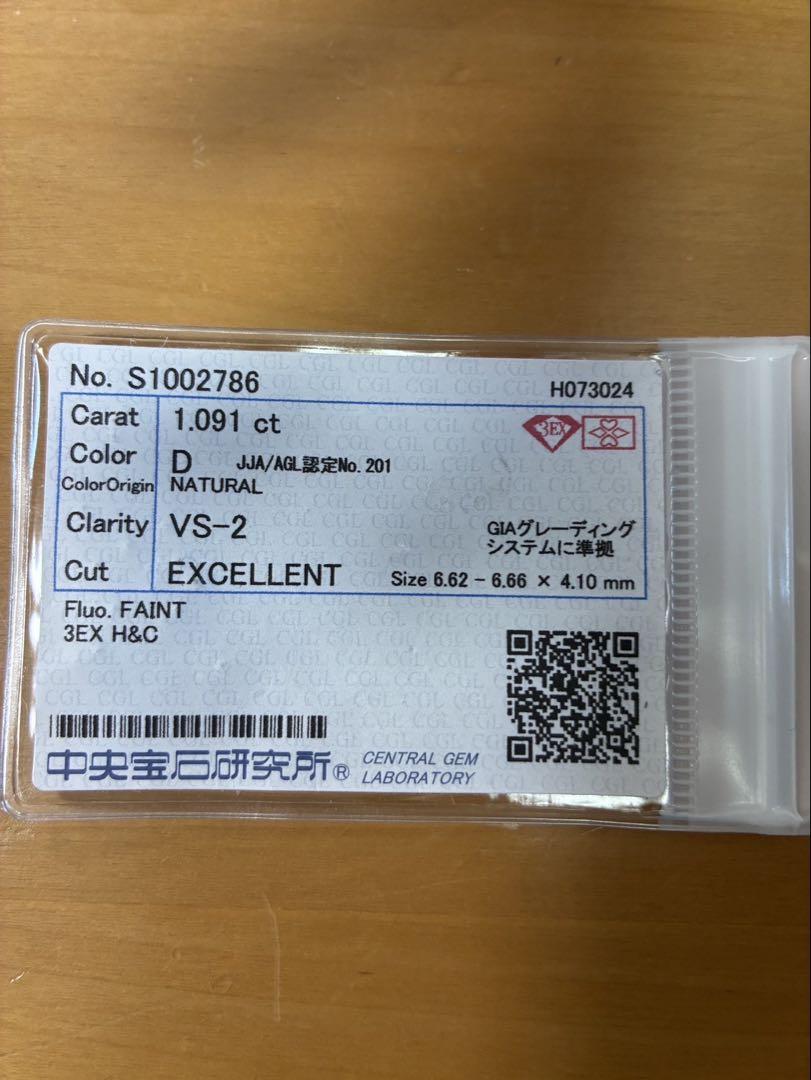 No. S1002786
H073024
Carat 1.091 ct
3EX
Color D JJA/AGL認定No.201
ColorOrigin NATURAL
Clarity VS-2
GIAグレーディング
システムに準拠
Cut EXCELLENT Size 6.62 - 6.66 × 4.10 mm
Fluo. FAINT
3EX H&C
中央宝石研究所® CENTRAL GEM
LABORATORY